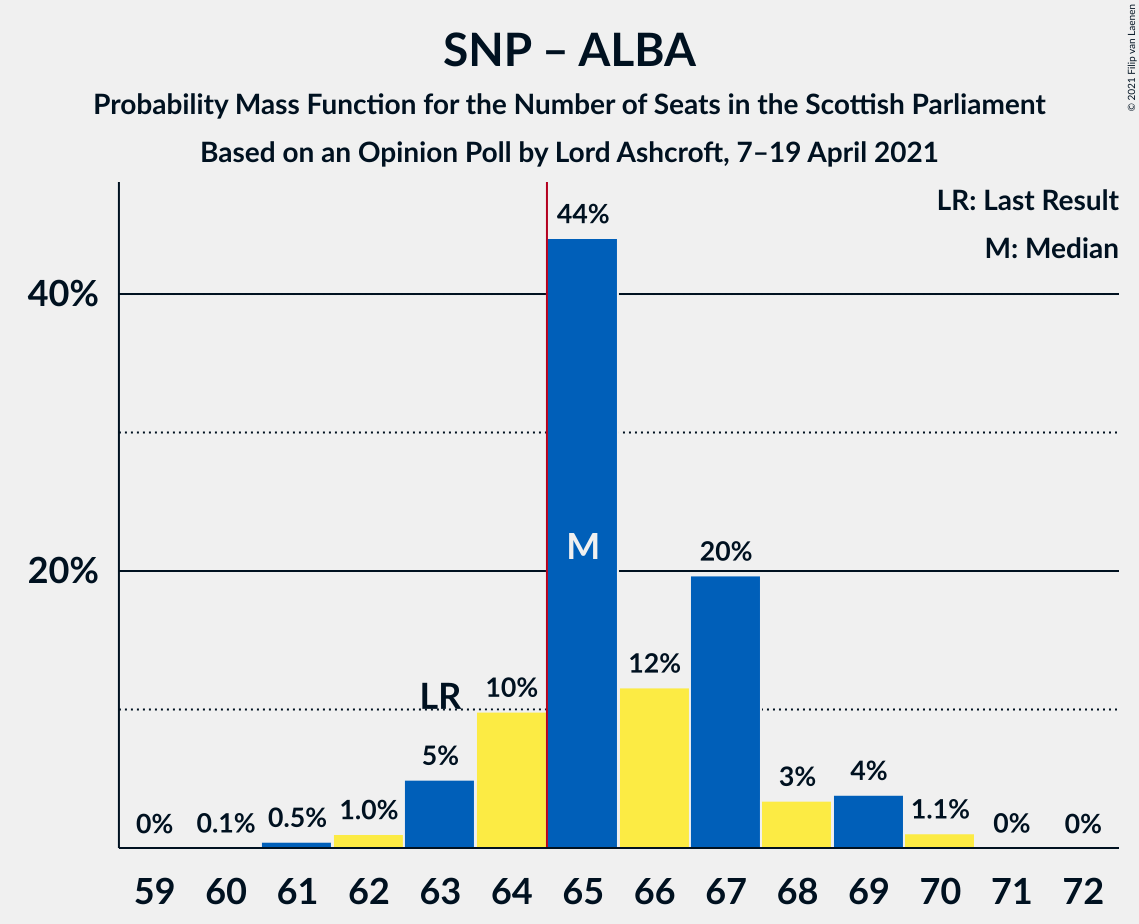 SNP – ALBA
Probability Mass Function for the Number of Seats in the Scottish Parliament
Based on an Opinion Poll by Lord Ashcroft, 7–19 April 2021
© 2021 Filip van Laenen
LR: Last Result
M: Median
40%
20%
0%
0.1%
0.5%
1.0%
5%
LR
10%
44%
M
12%
20%
3%
4%
1.1%
0%
0%
59 60 61 62 63 64 65 66 67 68 69 70 71 72